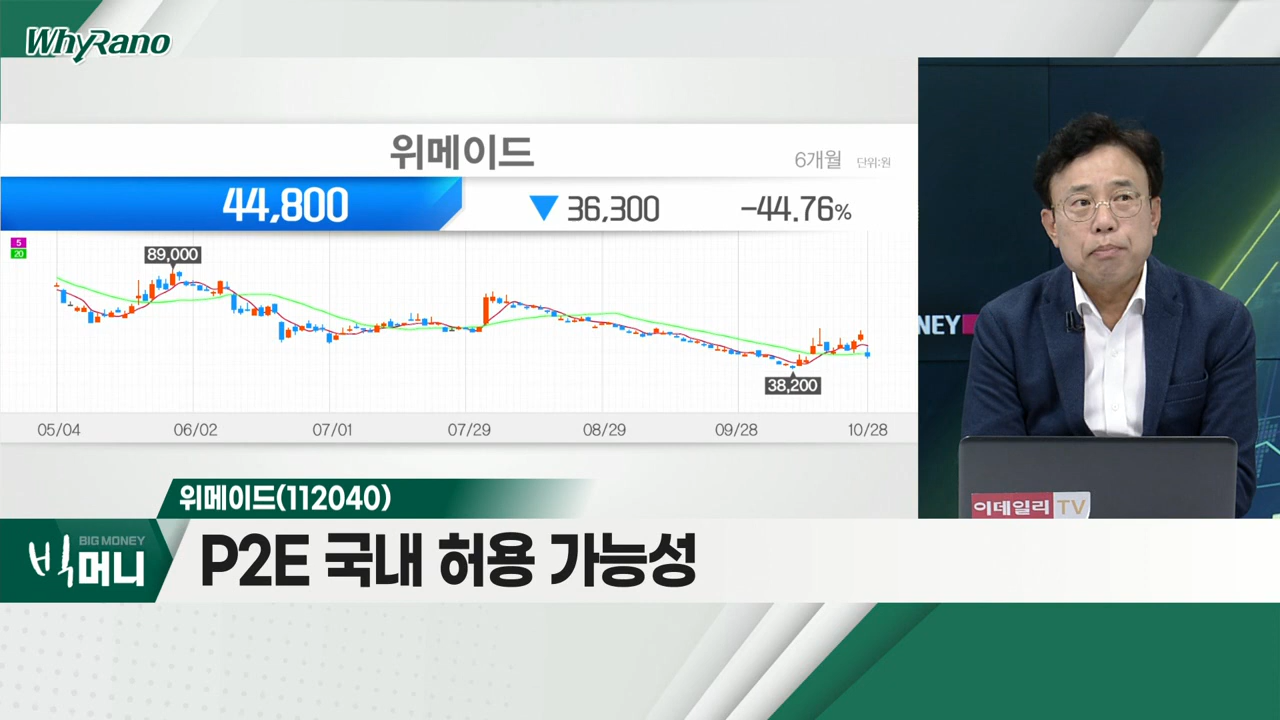 WhyRano
위메이드
6개월 단위:원
44,800 ▼ 36,300 -44.76%
5
20
89,000
38,200
05/04 06/02 07/01 07/29 08/29 09/28 10/28
NEY
이데일리 TV
위메이드(112040)
BIG MONEY
빅머니
P2E 국내 허용 가능성